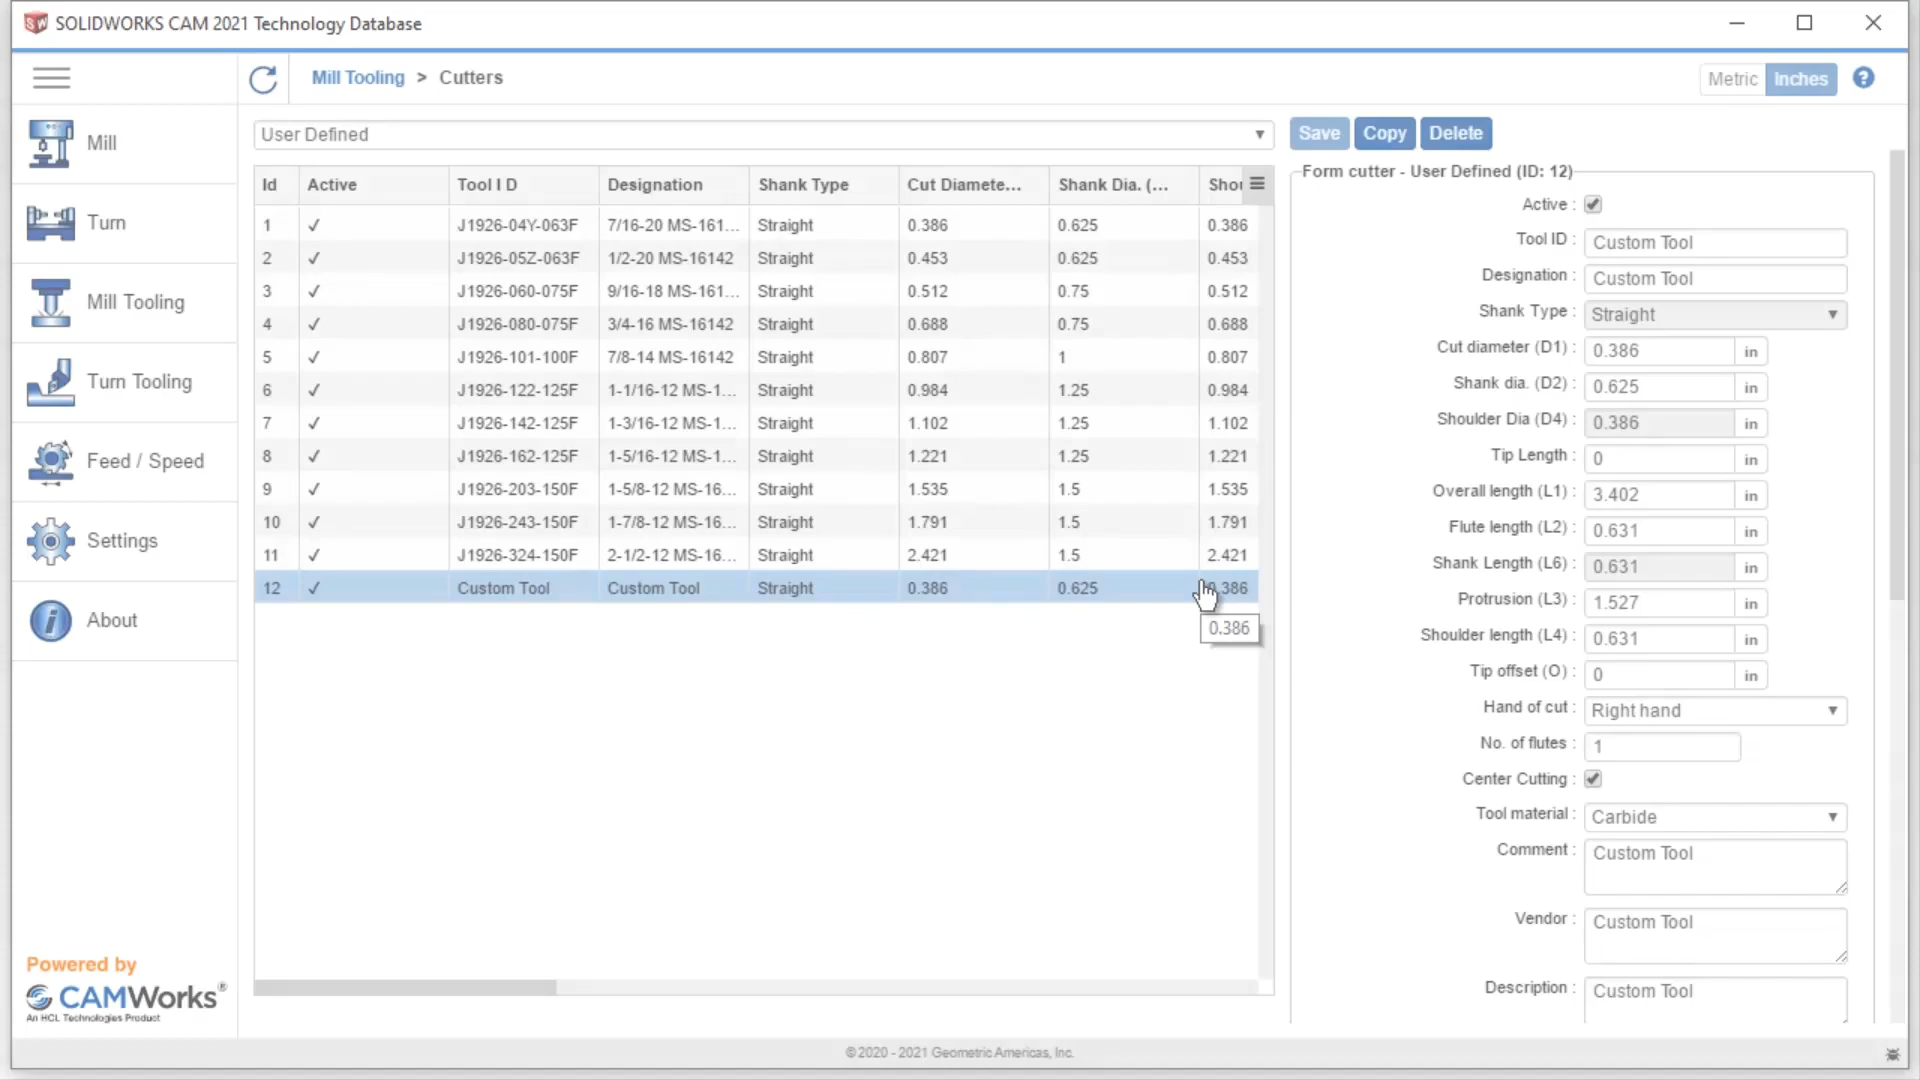 SOLIDWORKS CAM 2021 Technology Database
Mill Tooling > Cutters
Metric Inches
Mill
Turn
Mill Tooling
Turn Tooling
Feed / Speed
Settings
About
Powered by
CAMWorks®
An HCL Technologies Product
User Defined
Id Active Tool I D Designation Shank Type Cut Diamete... Shank Dia. (... Shou
1 ✓ J1926-04Y-063F 7/16-20 MS-161... Straight 0.386 0.625 0.386
2 ✓ J1926-05Z-063F 1/2-20 MS-16142 Straight 0.453 0.625 0.453
3 ✓ J1926-060-075F 9/16-18 MS-161... Straight 0.512 0.75 0.512
4 ✓ J1926-080-075F 3/4-16 MS-16142 Straight 0.688 0.75 0.688
5 ✓ J1926-101-100F 7/8-14 MS-16142 Straight 0.807 1 0.807
6 ✓ J1926-122-125F 1-1/16-12 MS-1... Straight 0.984 1.25 0.984
7 ✓ J1926-142-125F 1-3/16-12 MS-1... Straight 1.102 1.25 1.102
8 ✓ J1926-162-125F 1-5/16-12 MS-1... Straight 1.221 1.25 1.221
9 ✓ J1926-203-150F 1-5/8-12 MS-16... Straight 1.535 1.5 1.535
10 ✓ J1926-243-150F 1-7/8-12 MS-16... Straight 1.791 1.5 1.791
11 ✓ J1926-324-150F 2-1/2-12 MS-16... Straight 2.421 1.5 2.421
12 ✓ Custom Tool Custom Tool Straight 0.386 0.625 0.386
0.386
Save Copy Delete
Form cutter - User Defined (ID: 12)
Active :
Tool ID : Custom Tool
Designation : Custom Tool
Shank Type : Straight
Cut diameter (D1) : 0.386 in
Shank dia. (D2) : 0.625 in
Shoulder Dia (D4) : 0.386 in
Tip Length : 0 in
Overall length (L1) : 3.402 in
Flute length (L2) : 0.631 in
Shank Length (L6) : 0.631 in
Protrusion (L3) : 1.527 in
Shoulder length (L4) : 0.631 in
Tip offset (O) : 0 in
Hand of cut : Right hand
No. of flutes : 1
Center Cutting :
Tool material : Carbide
Comment : Custom Tool
Vendor : Custom Tool
Description : Custom Tool
© 2020 - 2021 Geometric Americas, Inc.